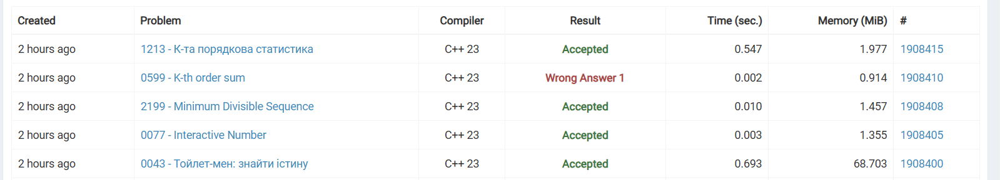 Created Problem Compiler Result Time (sec.) Memory (MiB) #
2 hours ago 1213 - К-та порядкова статистика C++ 23 Accepted 0.547 1.977 1908415
2 hours ago 0599 - K-th order sum C++ 23 Wrong Answer 1 0.002 0.914 1908410
2 hours ago 2199 - Minimum Divisible Sequence C++ 23 Accepted 0.010 1.457 1908408
2 hours ago 0077 - Interactive Number C++ 23 Accepted 0.003 1.355 1908405
2 hours ago 0043 - Тойлет-мен: знайти істину C++ 23 Accepted 0.693 68.703 1908400